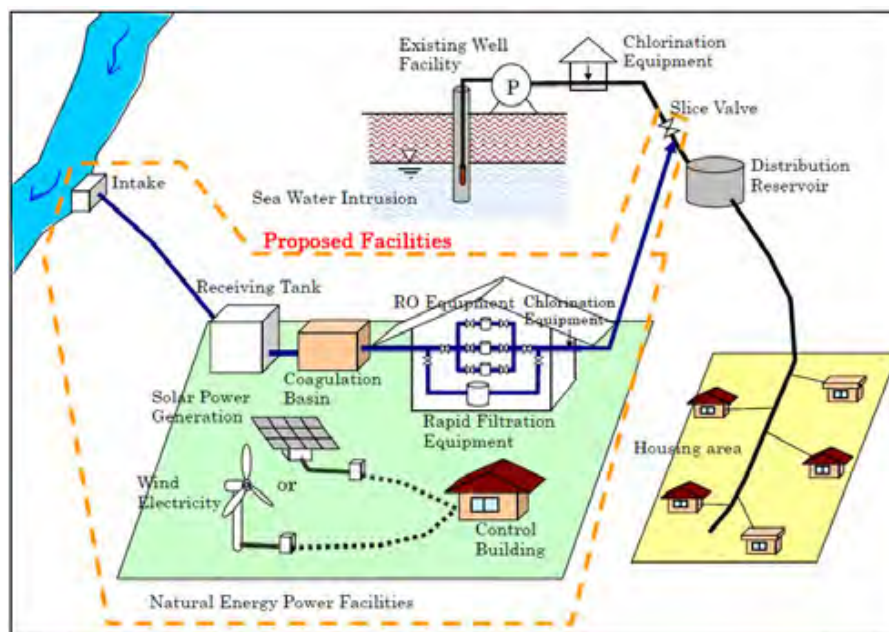 Existing Well
Facility
Chlorination
Equipment
P
Slice Valve
Intake
Distribution
Reservoir
Sea Water Intrusion
Proposed Facilities
Receiving Tank
RO Equipment
Chlorination
Equipment
Coagulation
Basin
Solar Power
Generation
Rapid Filtration
Equipment
Housing area
Wind
Electricity
or
Control
Building
Natural Energy Power Facilities